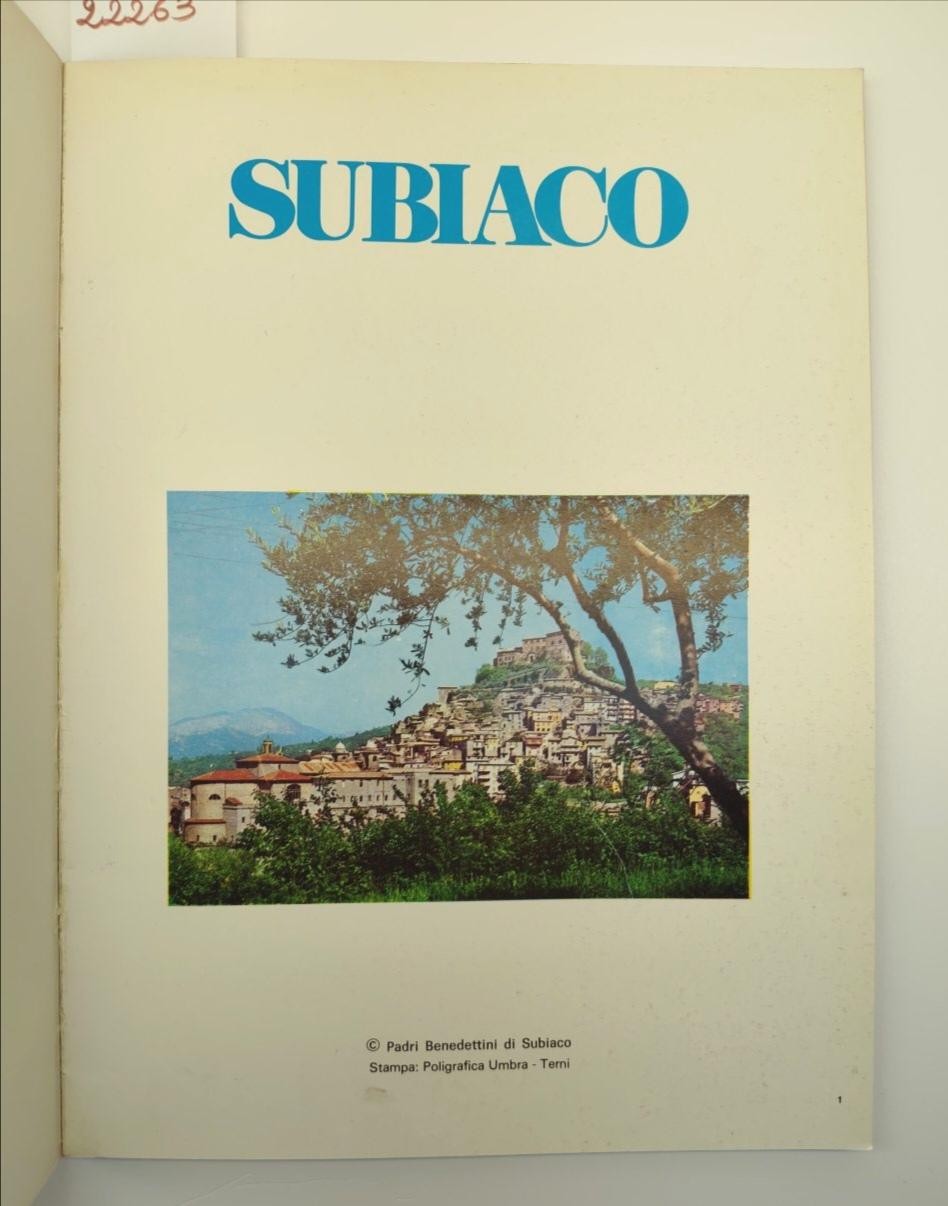 22263
SUBIACO
© Padri Benedettini di Subiaco
Stampa: Poligrafica Umbra - Terni
1